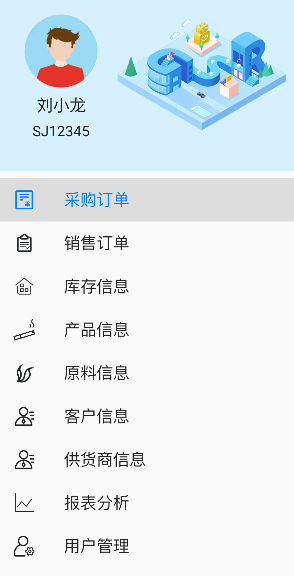 刘小龙
SJ12345
采购订单
销售订单
库存信息
产品信息
原料信息
客户信息
供货商信息
报表分析
用户管理